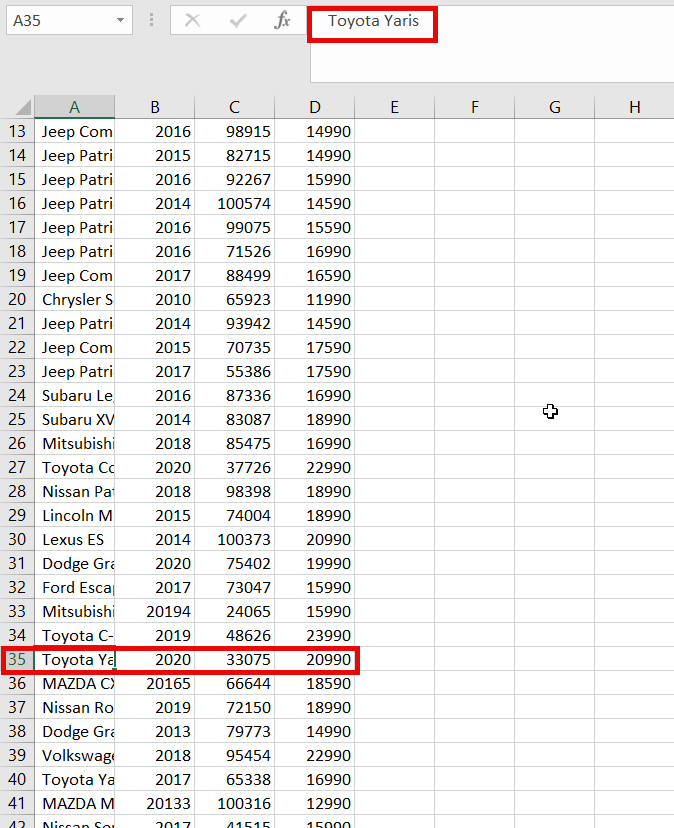 A35 fx Toyota Yaris
A B C D E F G H
13 Jeep Com 2016 98915 14990
14 Jeep Patri 2015 82715 14990
15 Jeep Patri 2016 92267 15990
16 Jeep Patri 2014 100574 14590
17 Jeep Patri 2016 99075 15590
18 Jeep Patri 2016 71526 16990
19 Jeep Com 2017 88499 16590
20 Chrysler S 2010 65923 11990
21 Jeep Patri 2014 93942 14590
22 Jeep Com 2015 70735 17590
23 Jeep Patri 2017 55386 17590
24 Subaru Le 2016 87336 16990
25 Subaru XV 2014 83087 18990
26 Mitsubishi 2018 85475 16990
27 Toyota Co 2020 37726 22990
28 Nissan Pat 2018 98398 18990
29 Lincoln M 2015 74004 18990
30 Lexus ES 2014 100373 20990
31 Dodge Gra 2020 75402 19990
32 Ford Escap 2017 73047 15990
33 Mitsubishi 20194 24065 15990
34 Toyota C- 2019 48626 23990
35 Toyota Ya 2020 33075 20990
36 MAZDA CX 20165 66644 18590
37 Nissan Ro 2019 72150 18990
38 Dodge Gra 2013 79773 14990
39 Volkswage 2018 95454 22990
40 Toyota Ya 2017 65338 16990
41 MAZDA M 20133 100316 12990
42 Nissan Sen 2017 41515 15990